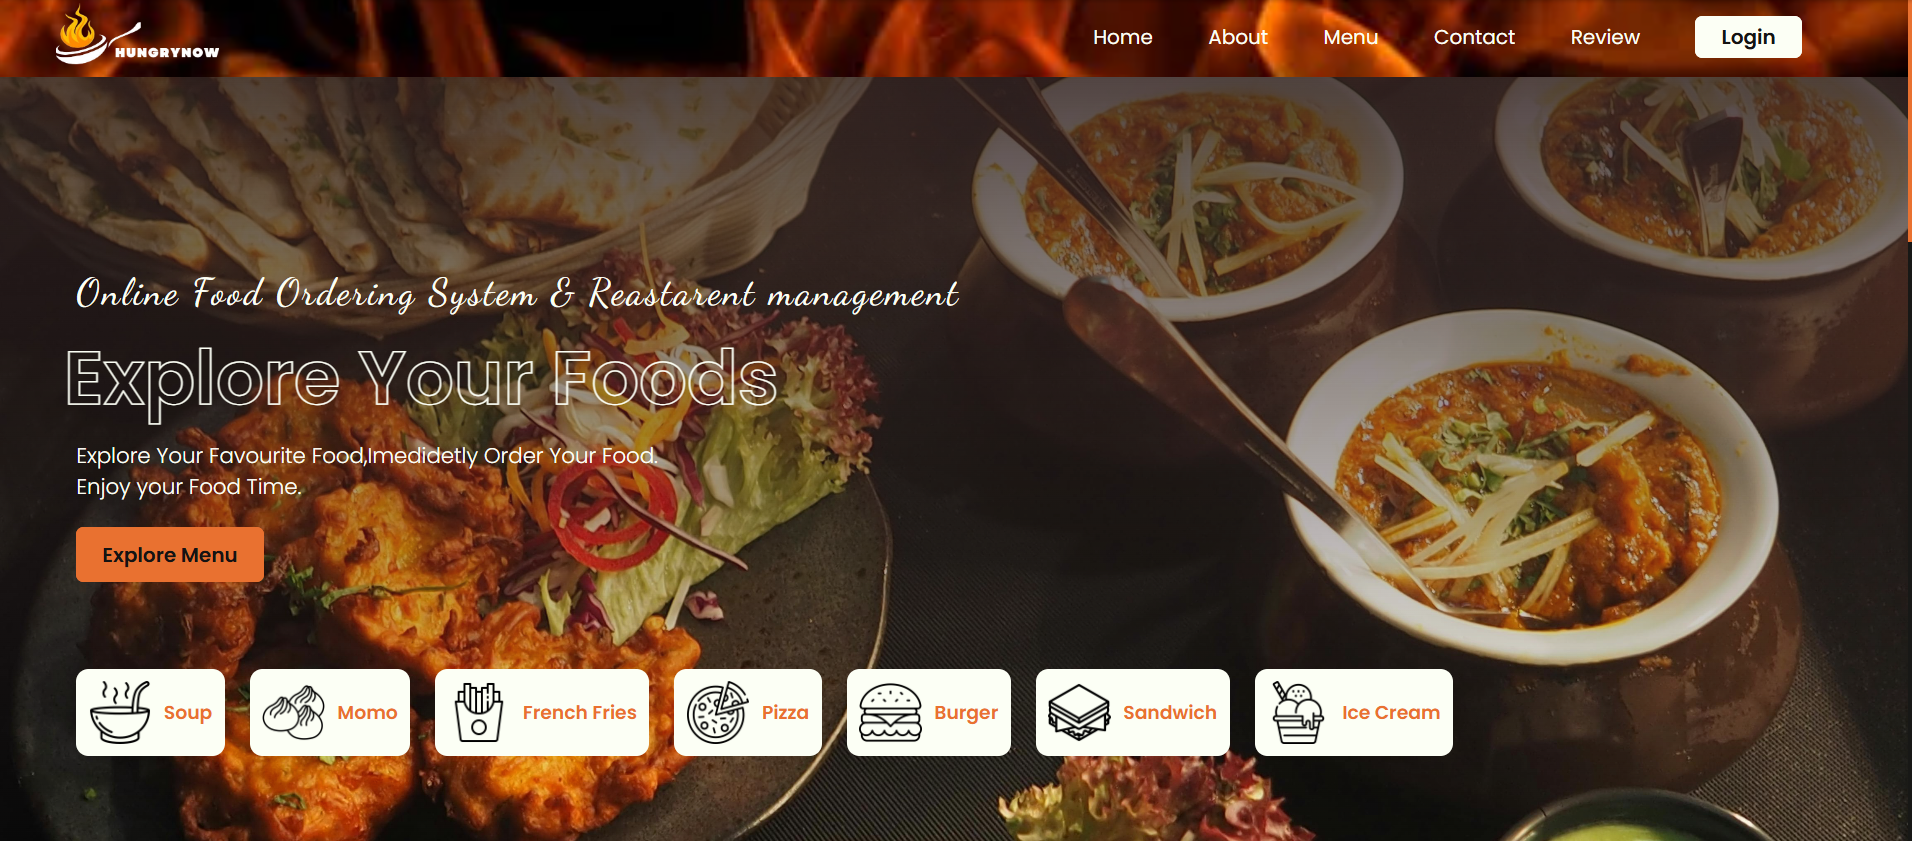 HUNGRYNOW
Home About Menu Contact Review Login
Online Food Ordering System & Reastarent management
Explore Your Foods
Explore Your Favourite Food,Imedidetly Order Your Food.
Enjoy your Food Time.
Explore Menu
Soup Momo French Fries Pizza Burger Sandwich Ice Cream